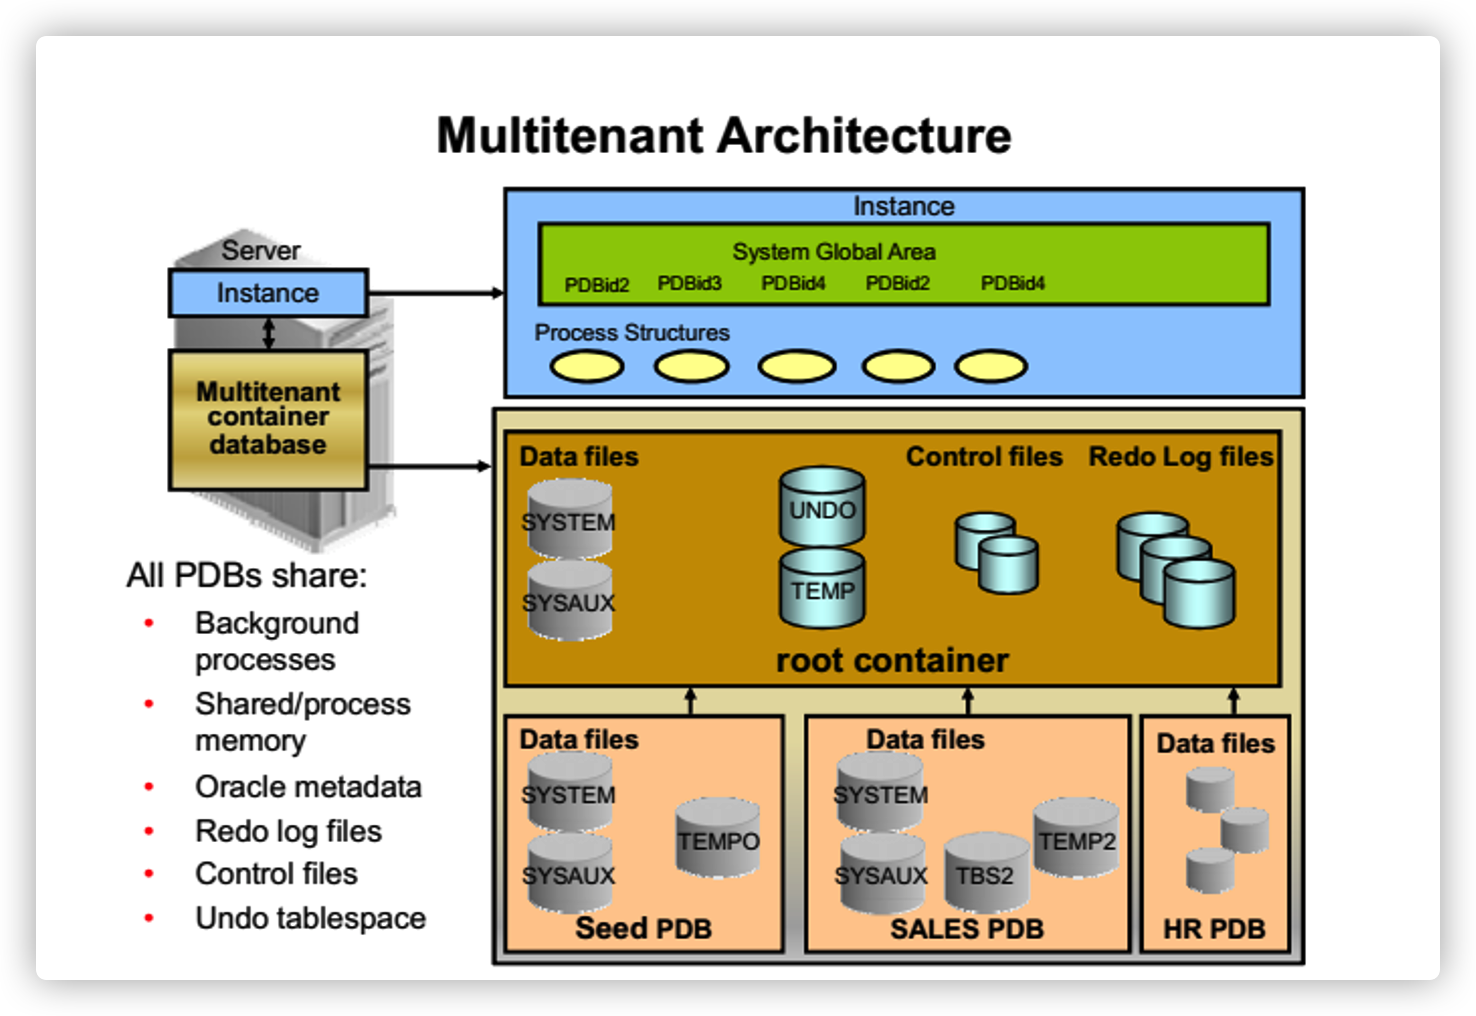 Multitenant Architecture
Server
Instance
Multitenant
container
database
All PDBs share:
• Background
processes
• Shared/process
memory
• Oracle metadata
• Redo log files
• Control files
• Undo tablespace
Instance
System Global Area
PDBid2 PDBid3 PDBid4 PDBid2 PDBid4
Process Structures
Data files
SYSTEM
SYSAUX
UNDO
TEMP
Control files
Redo Log files
root container
Data files
SYSTEM
SYSAUX
TEMPO
Seed PDB
Data files
SYSTEM
SYSAUX
TBS2
TEMP2
SALES PDB
Data files
HR PDB